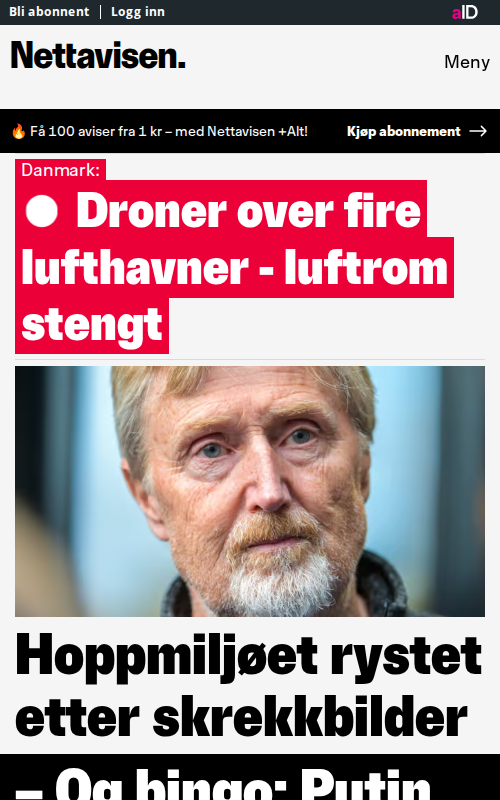 Bli abonnent | Logg inn
aID
Nettavisen.
Meny
🔥 Få 100 aviser fra 1 kr – med Nettavisen +Alt!
Kjøp abonnement →
Danmark:
Droner over fire
lufthavner - luftrom
stengt
Hoppmiljøet rystet
etter skrekkbilder
– Og bingo: Putin